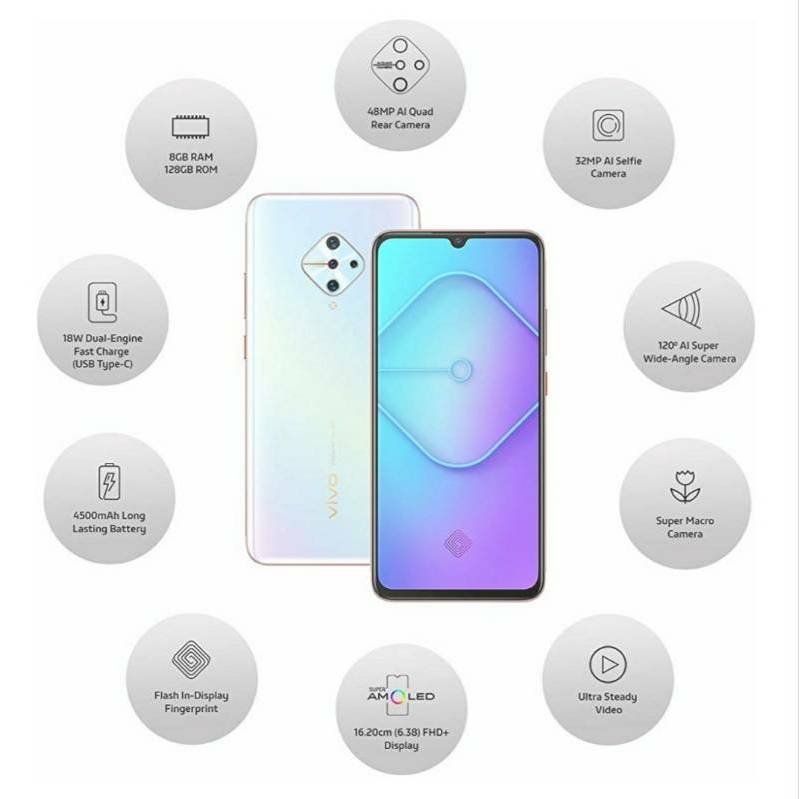 48MP AI Quad
Rear Camera
8GB RAM
128GB ROM
32MP AI Selfie
Camera
18W Dual-Engine
Fast Charge
(USB Type-C)
120º AI Super
Wide-Angle Camera
vivo
4500mAh Long
Lasting Battery
Super Macro
Camera
Flash In-Display
Fingerprint
SUPER
AMOLED
16.20cm (6.38) FHD+
Display
Ultra Steady
Video